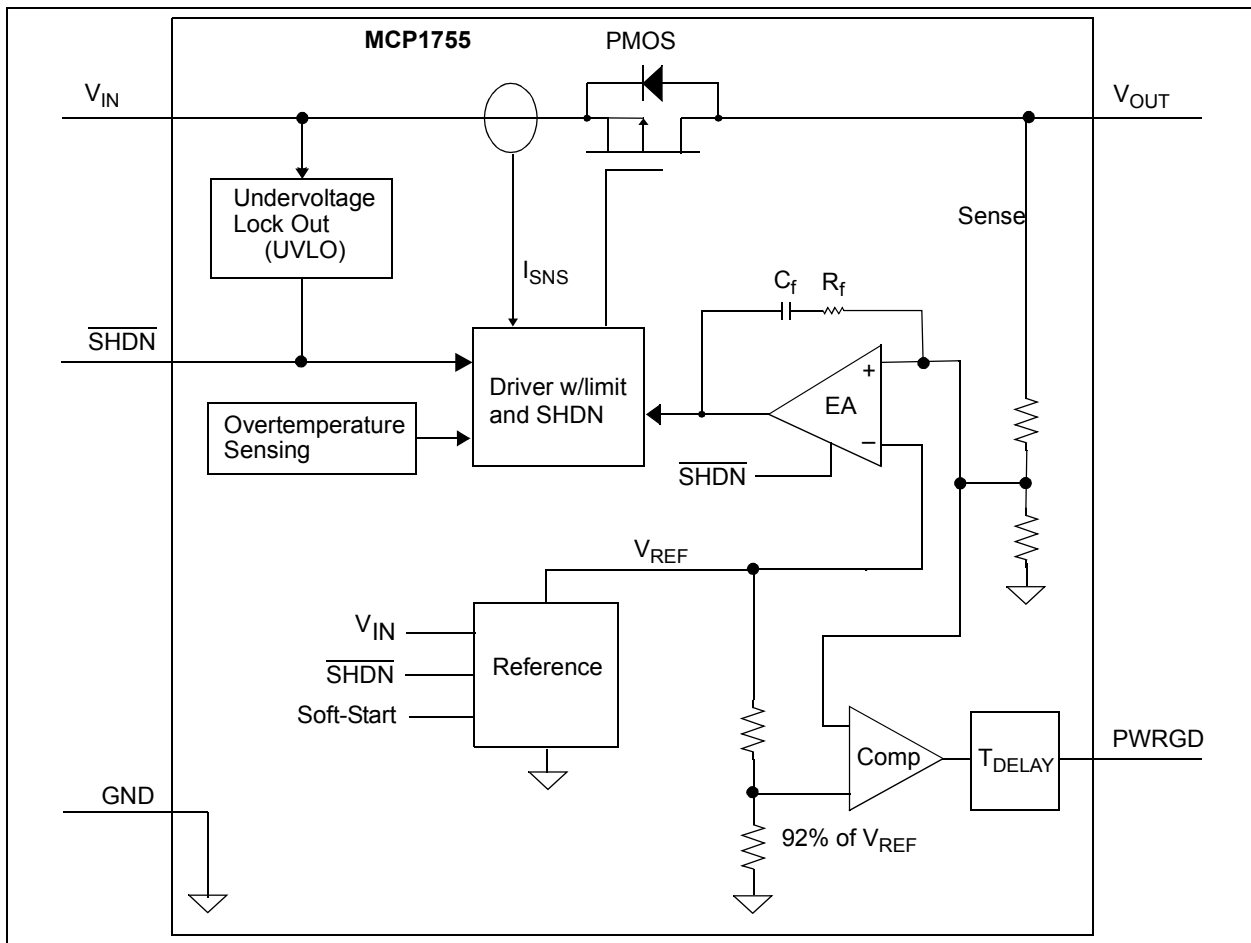 MCP1755
PMOS
V_IN
V_OUT
Undervoltage
Lock Out
(UVLO)
Sense
I_SNS
C_f
R_f
SHDN
Driver w/limit
and SHDN
+
EA
−
Overtemperature
Sensing
SHDN
V_REF
V_IN
SHDN
Soft-Start
Reference
Comp
T_DELAY
PWRGD
GND
92% of V_REF